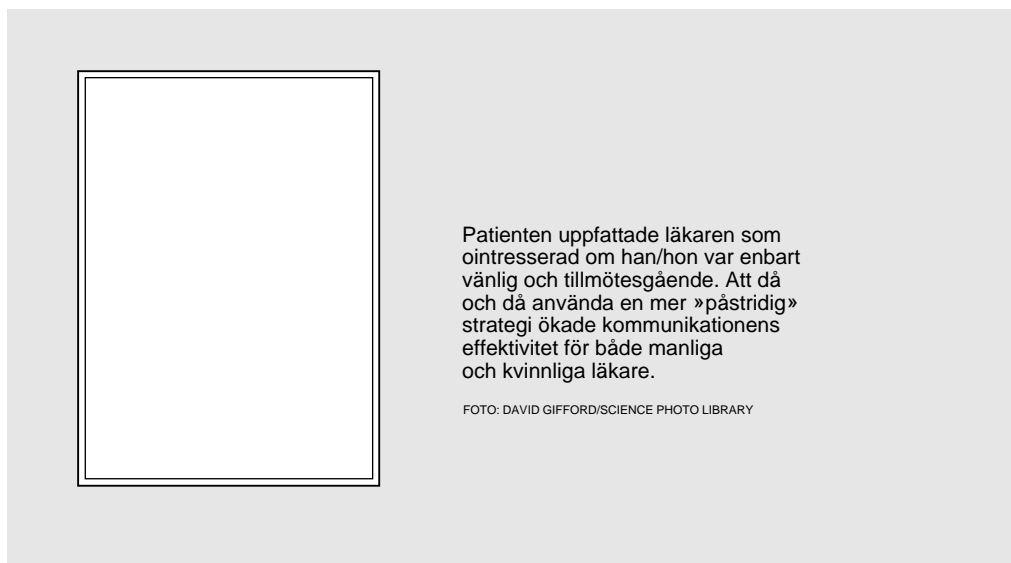 Patienten uppfattade läkaren som
ointresserad om han/hon var enbart
vänlig och tillmötesgående. Att då
och då använda en mer »påstridig»
strategi ökade kommunikationens
effektivitet för både manliga
och kvinnliga läkare.
FOTO: DAVID GIFFORD/SCIENCE PHOTO LIBRARY